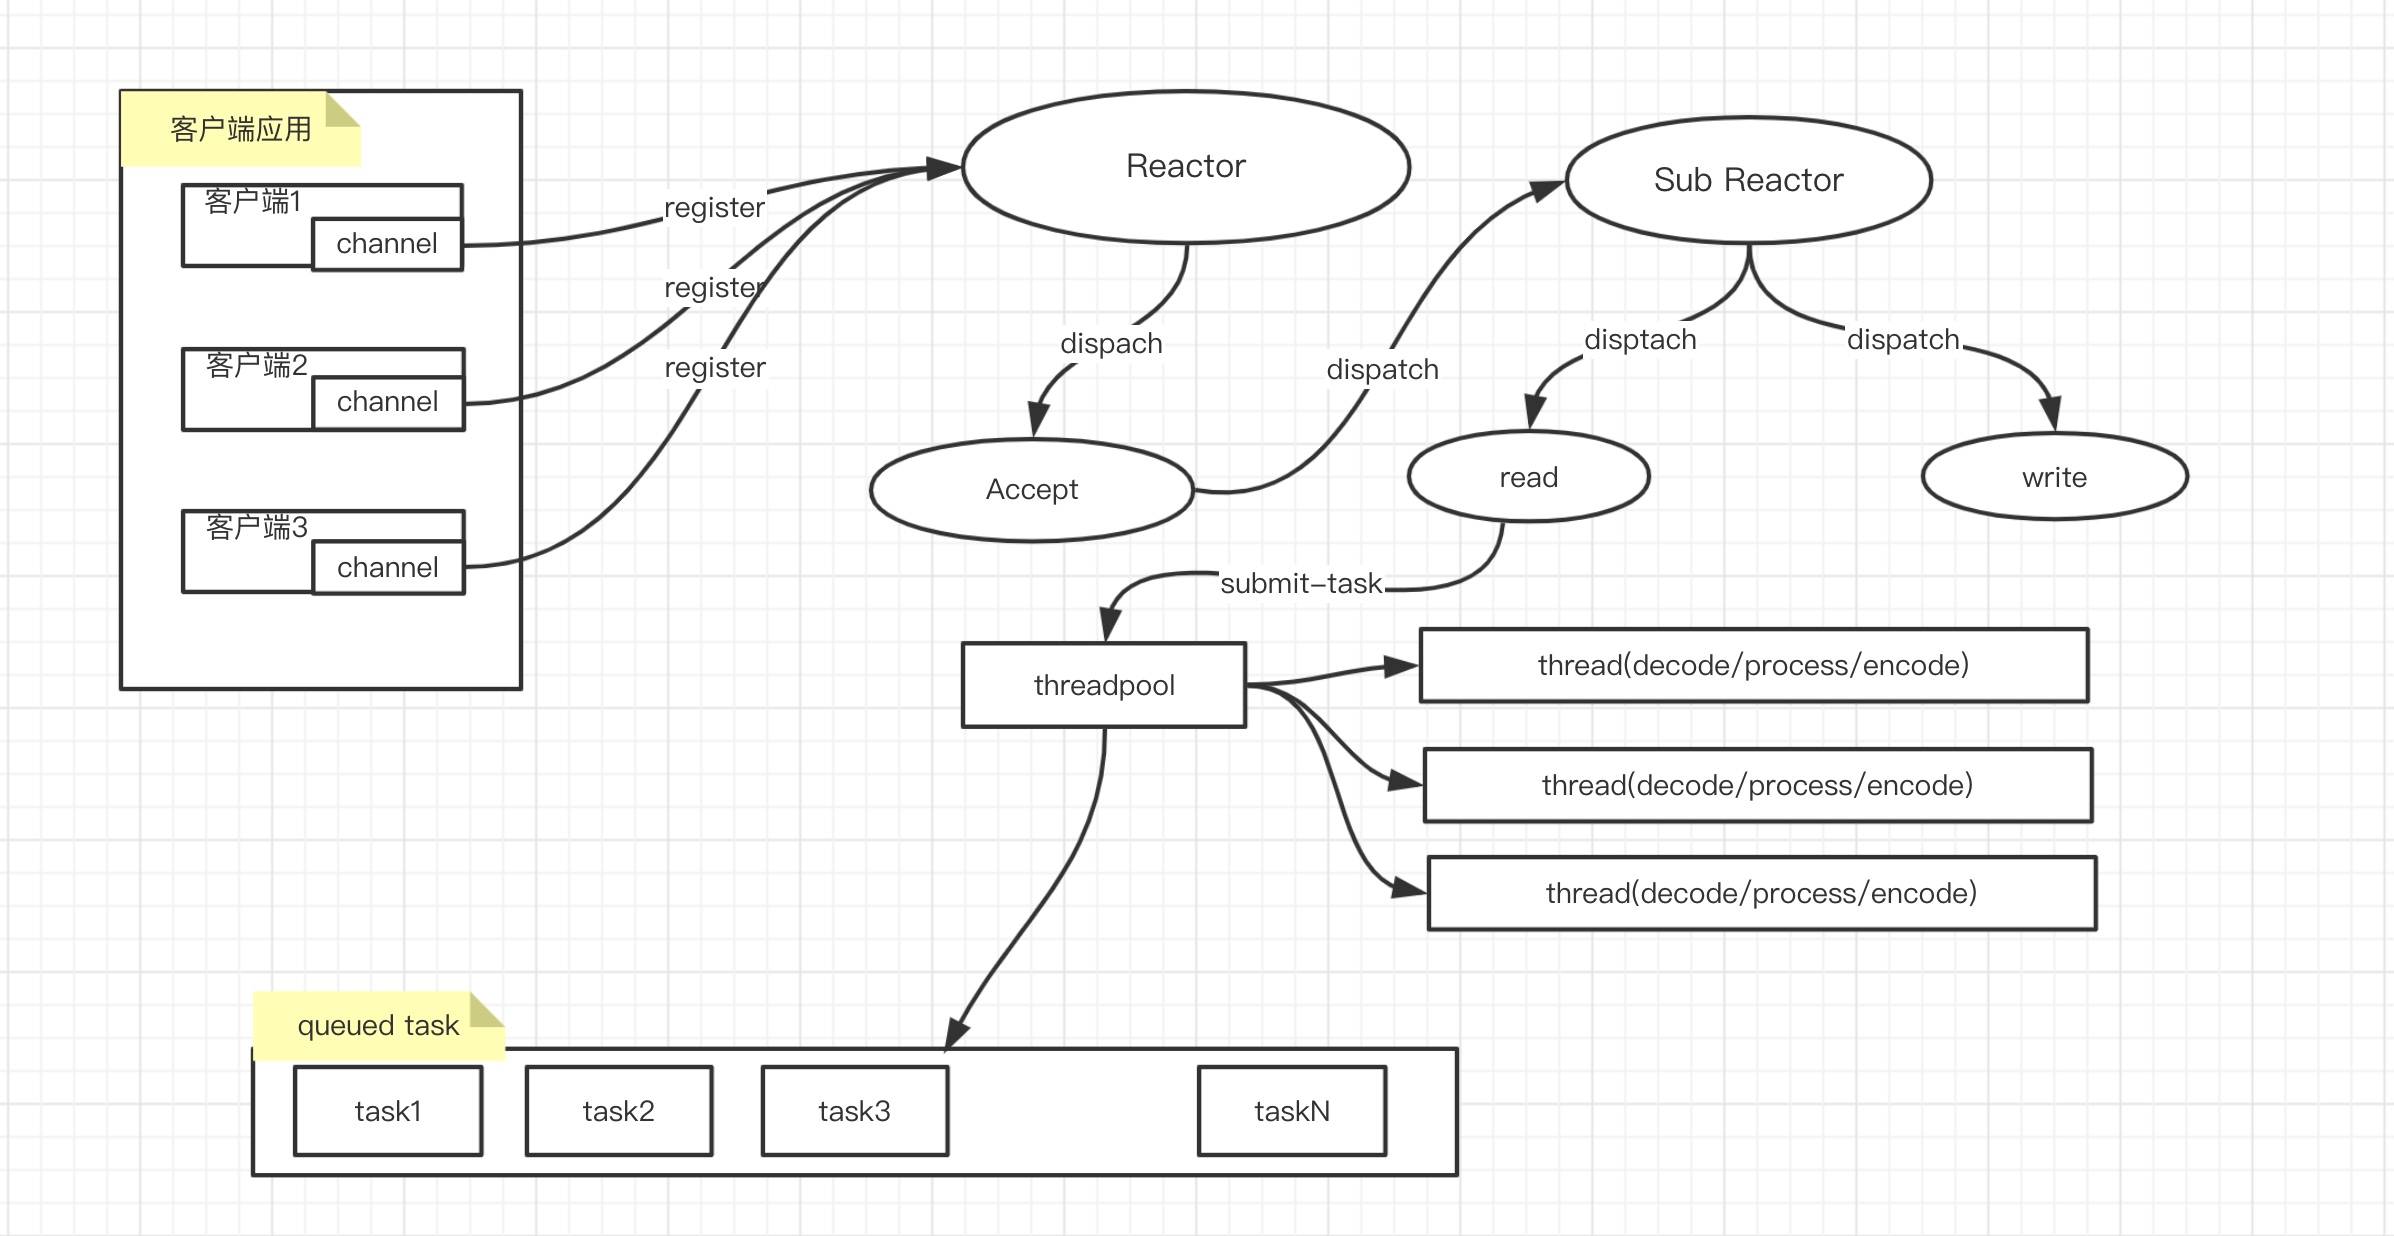 客户端应用
客户端1
channel
客户端2
channel
客户端3
channel
register
register
register
Reactor
Sub Reactor
dispach
dispatch
disptach
dispatch
Accept
read
write
submit-task
threadpool
thread(decode/process/encode)
thread(decode/process/encode)
thread(decode/process/encode)
queued task
task1
task2
task3
taskN